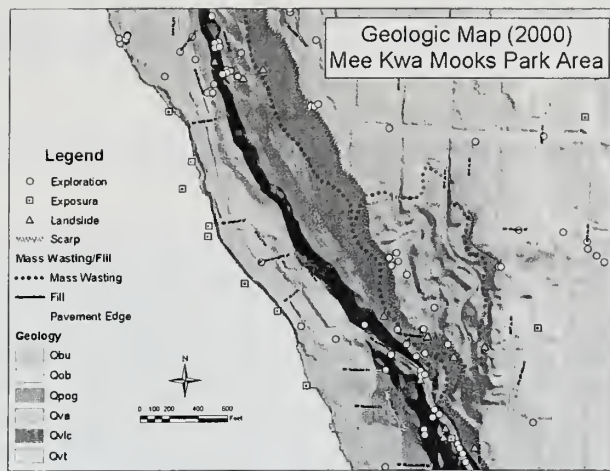 Geologic Map (2000)
Mee Kwa Mooks Park Area
Legend
Exploration
Exposure
Landslide
Scarp
Mass Wasting/Fill
Mass Wasting
Fill
Pavement Edge
Geology
Qbu
Qob
Qpog
Qva
Qvlc
Qvt
N
0 100 200 400 600
Feet